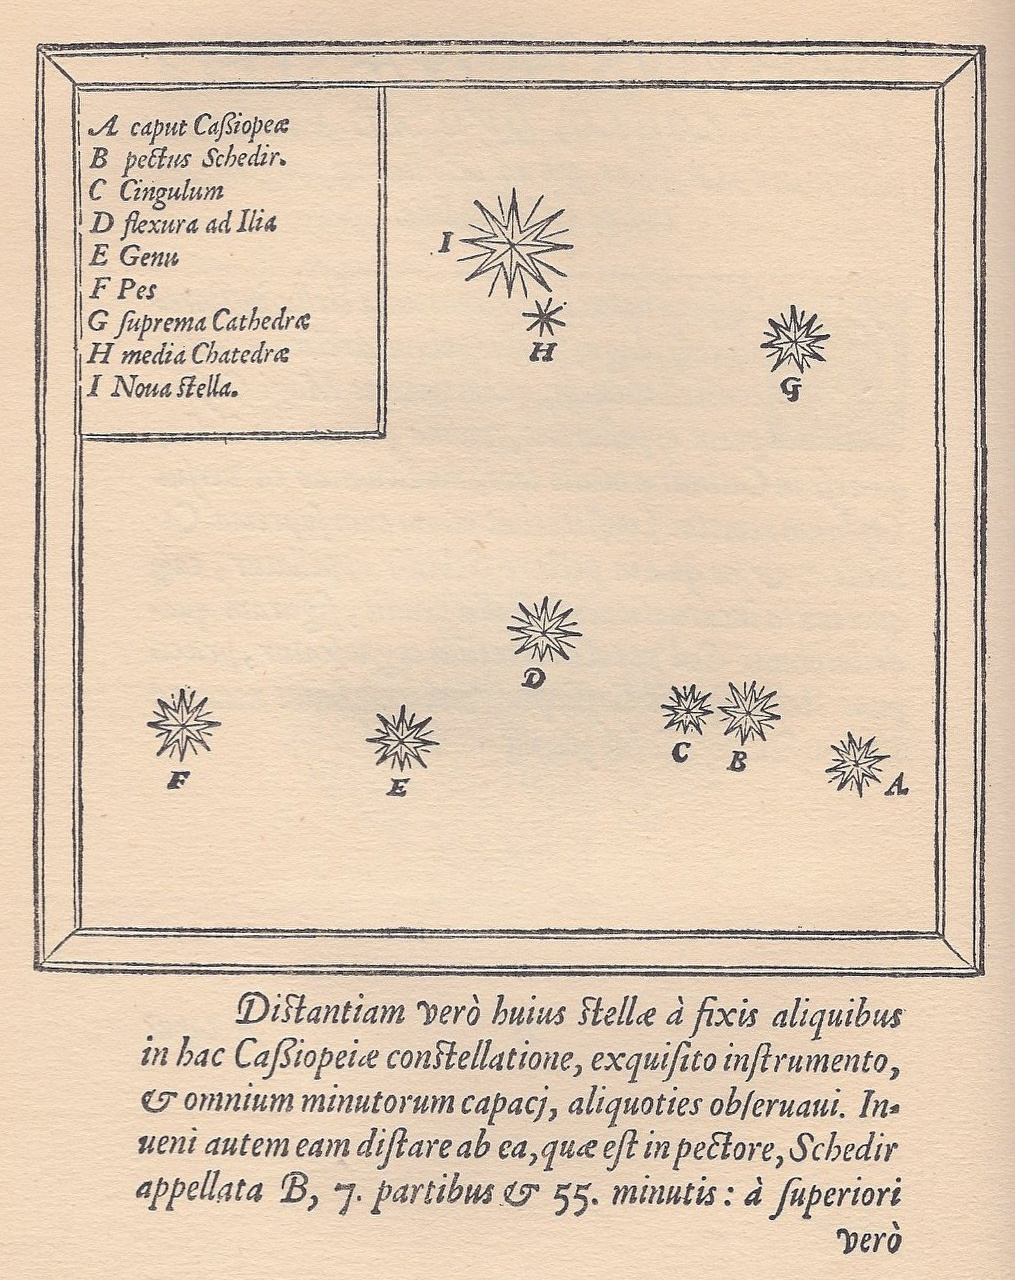 A caput Caſsiopeæ
B pectus Schedir.
C Cingulum
D flexura ad Ilia
E Genu
F Pes
G ſuprema Cathedræ
H media Chatedræ
I Noua ſtella.
I
H
G
D
F
E
C
B
A
Distantiam verò huius stellæ à fixis aliquibus
in hac Caſsiopeiæ constellatione, exquiſito inſtrumento,
& omnium minutorum capacj, aliquoties obſeruaui. In-
ueni autem eam diſtare ab ea, quæ eſt in pectore, Schedir
appellata B, 7. partibus & 55. minutis: à ſuperiori
verò